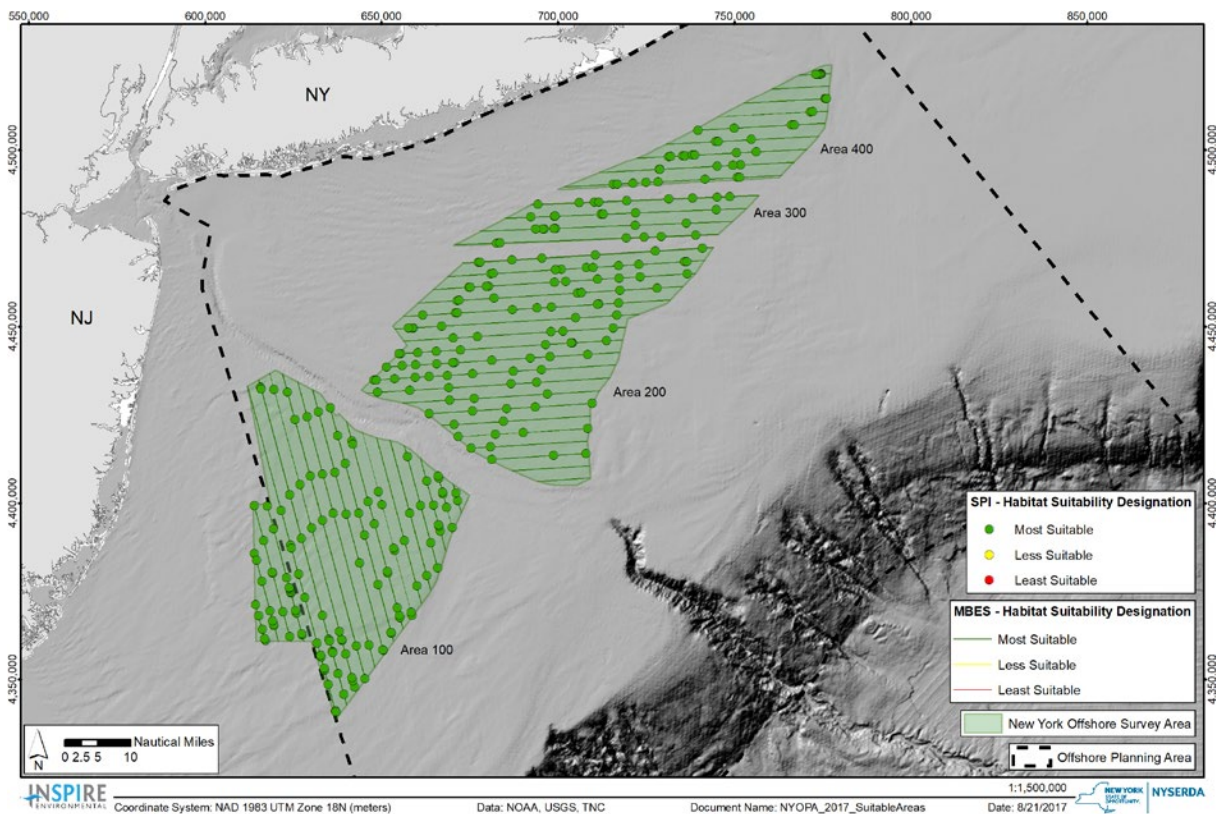 550,000 600,000 650,000 700,000 750,000 800,000 850,000
NY
4,500,000 Area 400 4,500,000
Area 300
NJ
4,450,000 4,450,000
Area 200
4,400,000 4,400,000
SPI - Habitat Suitability Designation
Most Suitable
Less Suitable
Least Suitable
MBES - Habitat Suitability Designation
Most Suitable
Less Suitable
Least Suitable
Area 100
4,350,000 4,350,000
New York Offshore Survey Area
Offshore Planning Area
N
Nautical Miles
0 2.5 5 10
1:1,500,000
INSPIRE
ENVIRONMENTAL
Coordinate System: NAD 1983 UTM Zone 18N (meters) Data: NOAA, USGS, TNC Document Name: NYOPA_2017_SuitableAreas Date: 8/21/2017
NEW YORK
STATE OF
OPPORTUNITY.
NYSERDA